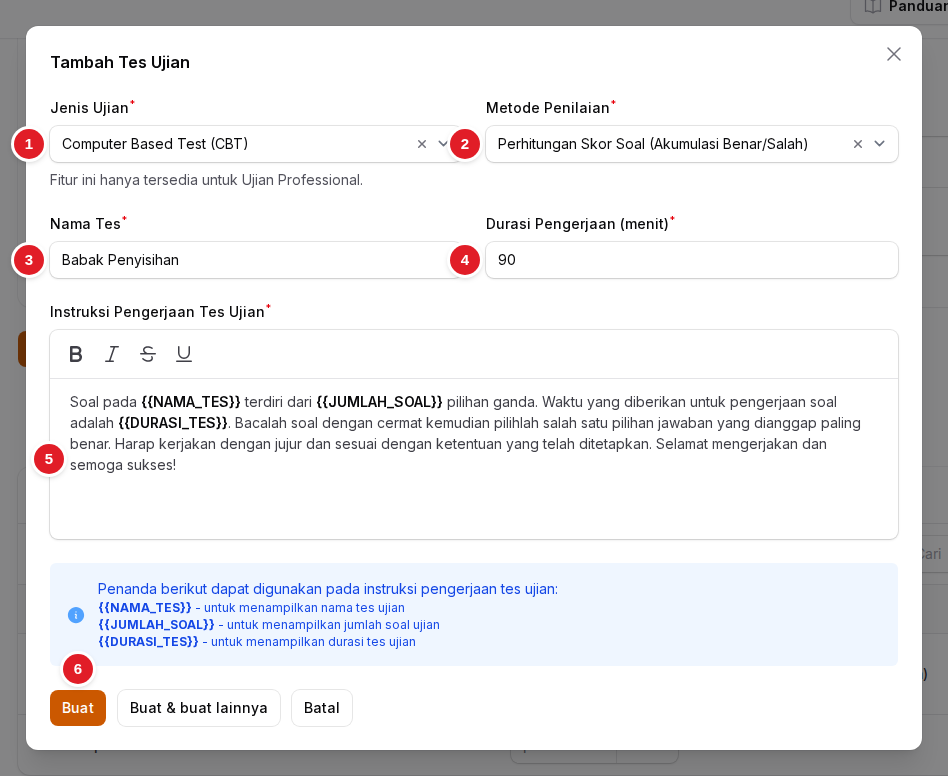 Panduan
Tambah Tes Ujian
Jenis Ujian*
Metode Penilaian*
1
Computer Based Test (CBT)
2
Perhitungan Skor Soal (Akumulasi Benar/Salah)
Fitur ini hanya tersedia untuk Ujian Professional.
Nama Tes*
Durasi Pengerjaan (menit)*
3
Babak Penyisihan
4
90
Instruksi Pengerjaan Tes Ujian*
B I S U
Soal pada {{NAMA_TES}} terdiri dari {{JUMLAH_SOAL}} pilihan ganda. Waktu yang diberikan untuk pengerjaan soal
adalah {{DURASI_TES}}. Bacalah soal dengan cermat kemudian pilihlah salah satu pilihan jawaban yang dianggap paling
benar. Harap kerjakan dengan jujur dan sesuai dengan ketentuan yang telah ditetapkan. Selamat mengerjakan dan
5
semoga sukses!
Cari
Penanda berikut dapat digunakan pada instruksi pengerjaan tes ujian:
{{NAMA_TES}} - untuk menampilkan nama tes ujian
{{JUMLAH_SOAL}} - untuk menampilkan jumlah soal ujian
{{DURASI_TES}} - untuk menampilkan durasi tes ujian
6
Buat
Buat & buat lainnya
Batal